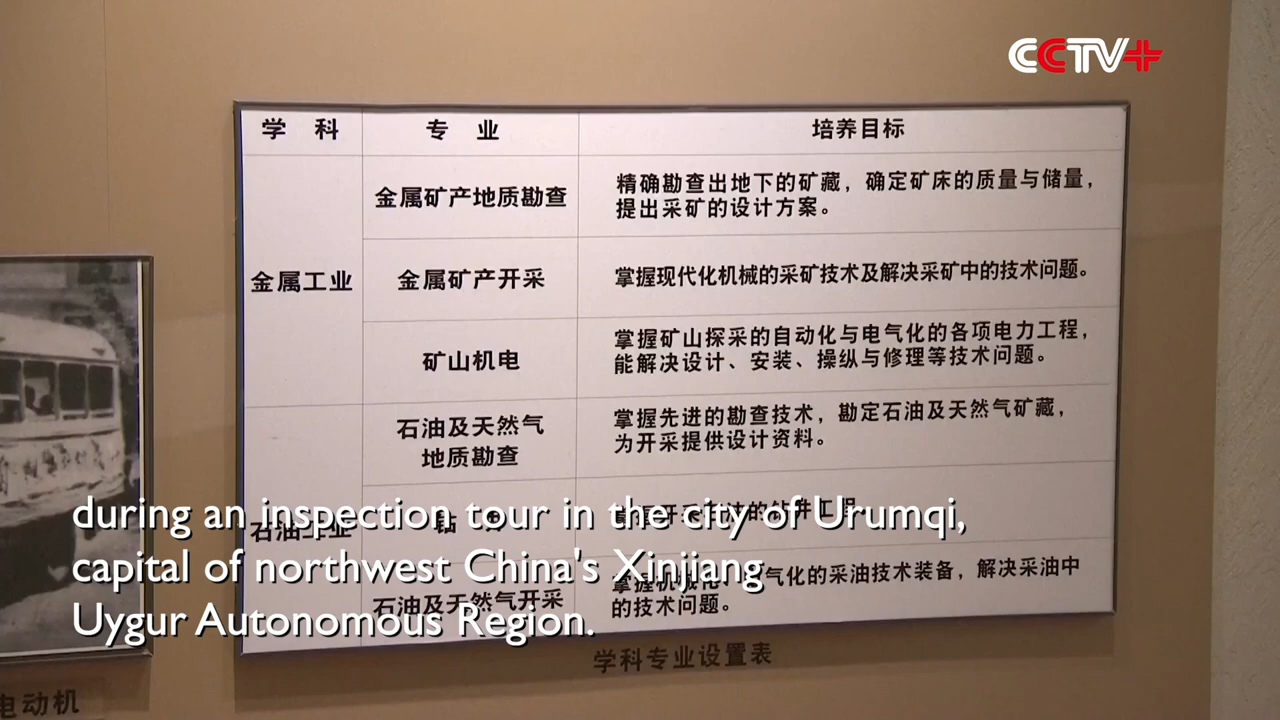 CCTV+
学 科
专 业
培养目标
金属工业
金属矿产地质勘查
精确勘查出地下的矿藏，确定矿床的质量与储量，
提出采矿的设计方案。
金属矿产开采
掌握现代化机械的采矿技术及解决采矿中的技术问题。
矿山机电
掌握矿山探采的自动化与电气化的各项电力工程，
能解决设计、安装、操纵与修理等技术问题。
石油工业
石油及天然气
地质勘查
掌握先进的勘查技术，勘定石油及天然气矿藏，
为开采提供设计资料。
钻 井
石油及天然气开采
气化的采油技术装备，解决采油中
的技术问题。
学科专业设置表
电动机
during an inspection tour in the city of Urumqi,
capital of northwest China's Xinjiang
Uygur Autonomous Region.